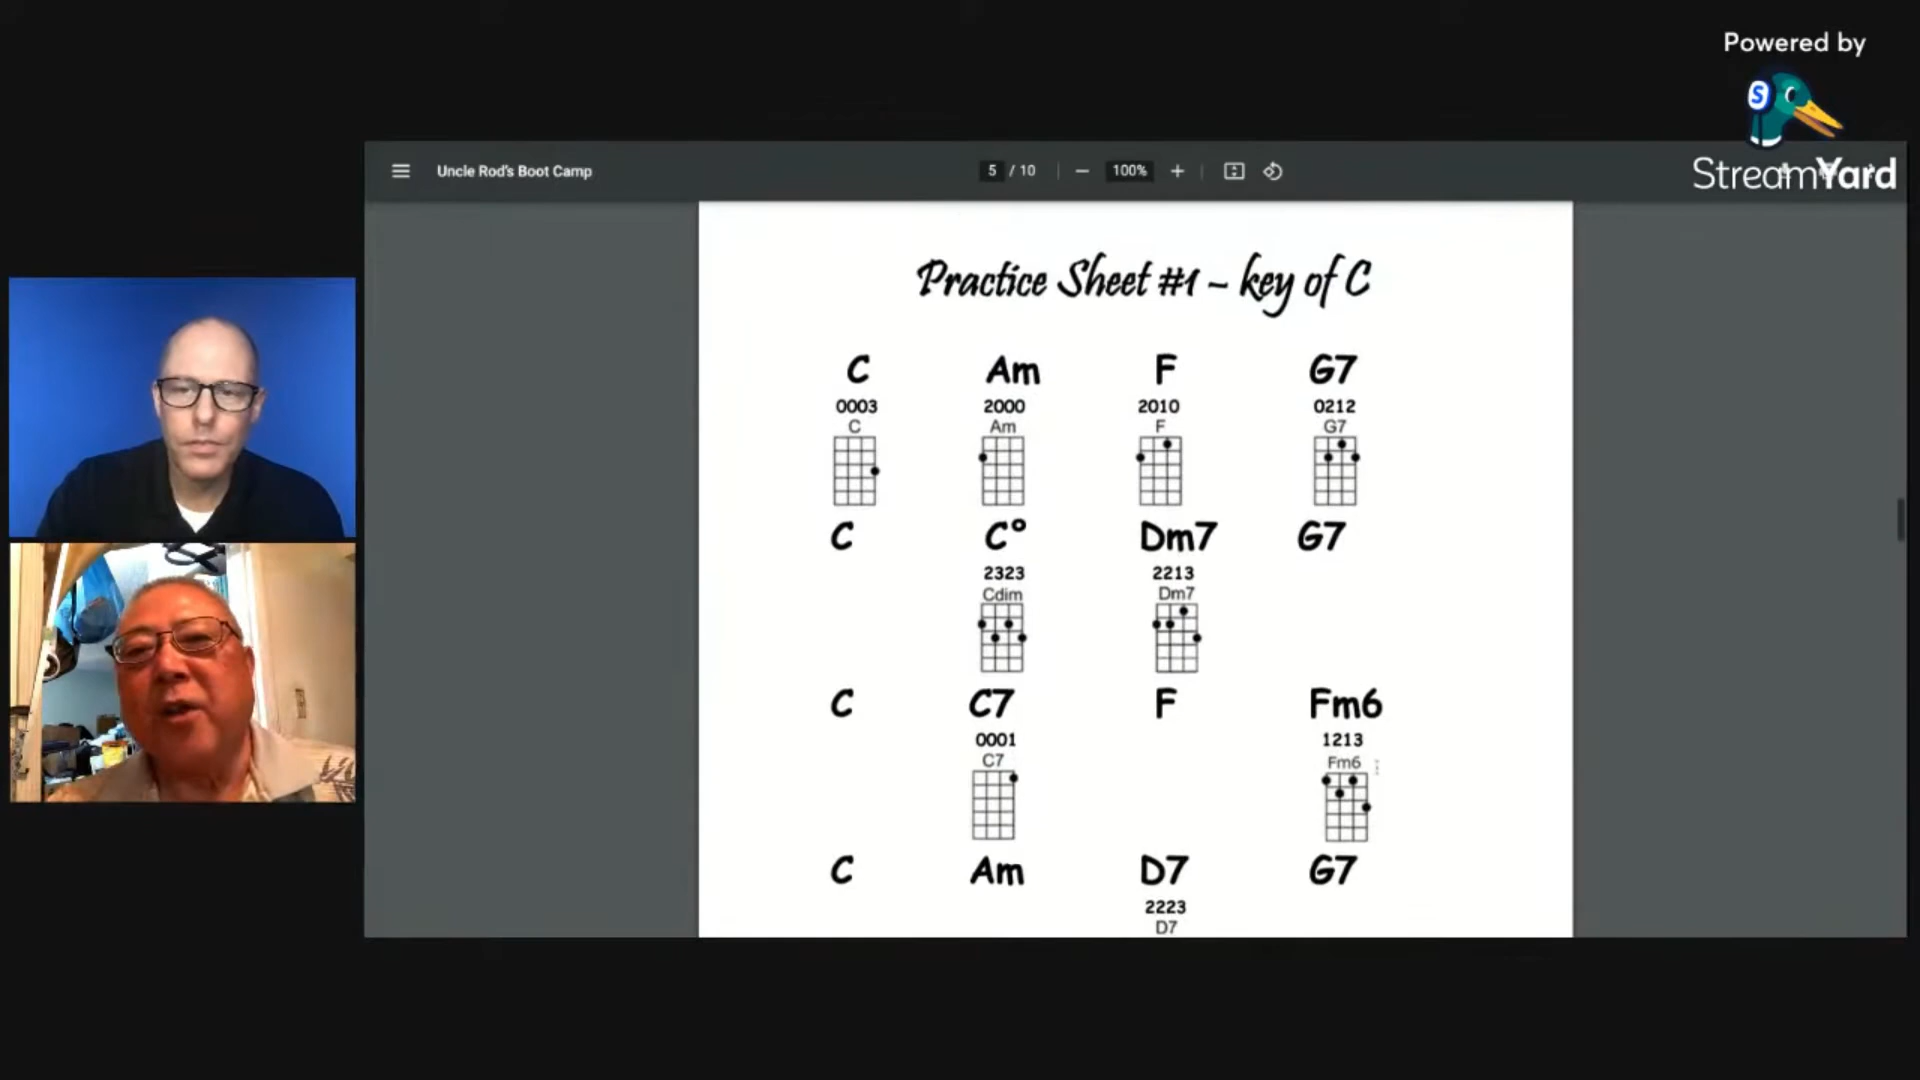 Powered by
StreamYard
Uncle Rod's Boot Camp
5 / 10
100%
Practice Sheet #1 – key of C
C Am F G7
0003 2000 2010 0212
C Am F G7
C C° Dm7 G7
2323 2213
Cdim Dm7
C C7 F Fm6
0001 1213
C7 Fm6
C Am D7 G7
2223
D7